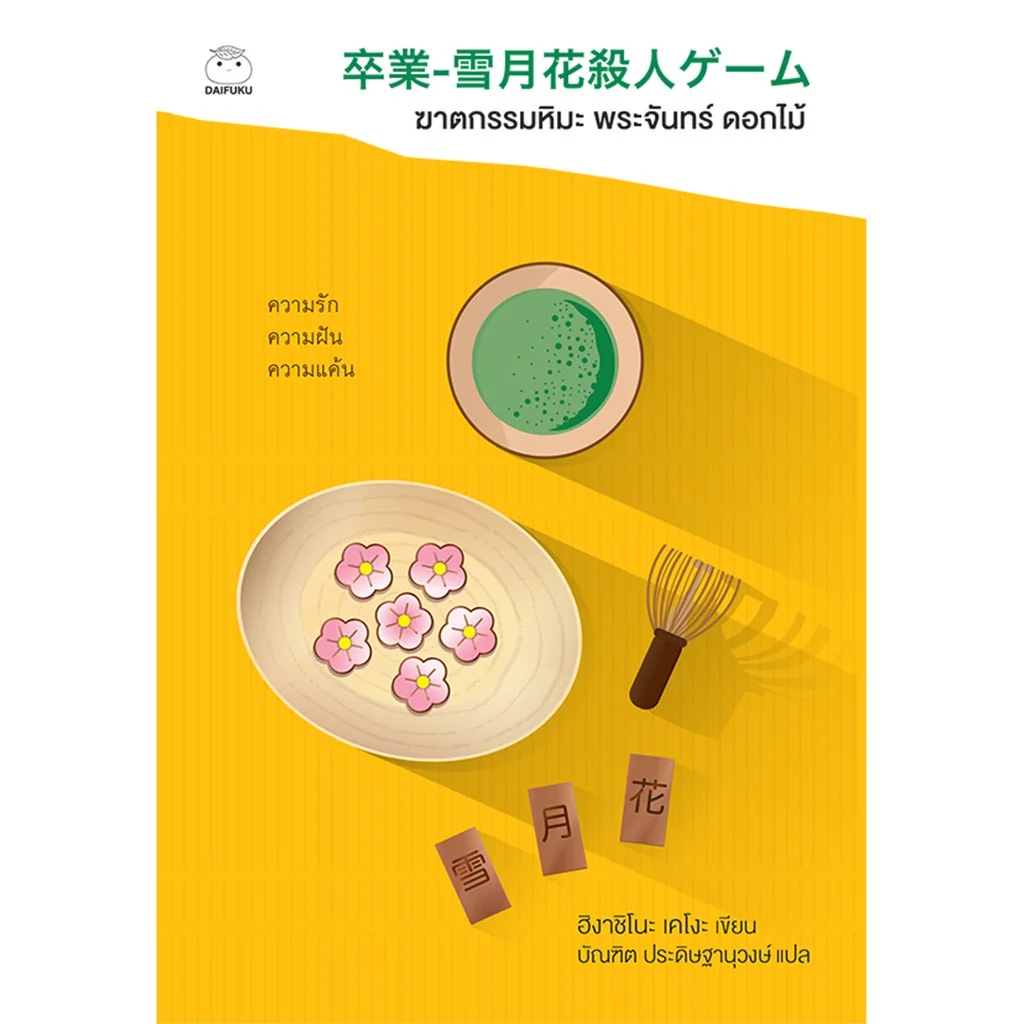 DAIFUKU
卒業-雪月花殺人ゲーム
ฆาตกรรมหิมะ พระจันทร์ ดอกไม้
ความรัก
ความฝัน
ความแค้น
花
月
雪
ฮิงาชิโนะ เคโงะ เขียน
บัณฑิต ประดิษฐานุวงษ์ แปล